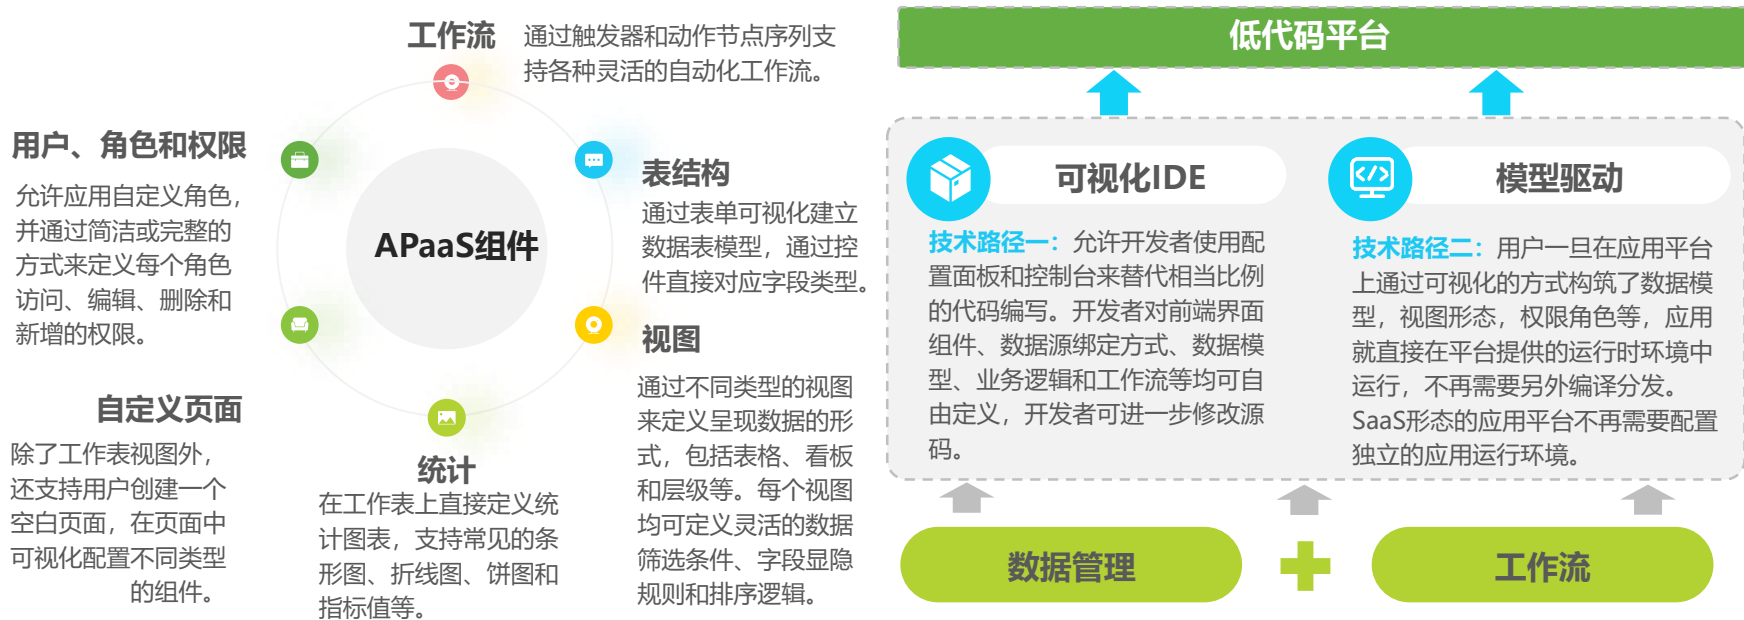 工作流
通过触发器和动作节点序列支
持各种灵活的自动化工作流。
用户、角色和权限
允许应用自定义角色，
并通过简洁或完整的
方式来定义每个角色
访问、编辑、删除和
新增的权限。
APaaS组件
表结构
通过表单可视化建立
数据表模型，通过控
件直接对应字段类型。
视图
通过不同类型的视图
来定义呈现数据的形
式，包括表格、看板
和层级等。每个视图
均可定义灵活的数据
筛选条件、字段显隐
规则和排序逻辑。
自定义页面
除了工作表视图外，
还支持用户创建一个
空白页面，在页面中
可视化配置不同类型
的组件。
统计
在工作表上直接定义统
计图表，支持常见的条
形图、折线图、饼图和
指标值等。
低代码平台
可视化IDE
技术路径一：允许开发者使用配
置面板和控制台来替代相当比例
的代码编写。开发者对前端界面
组件、数据源绑定方式、数据模
型、业务逻辑和工作流等均可自
由定义，开发者可进一步修改源
码。
模型驱动
技术路径二：用户一旦在应用平台
上通过可视化的方式构筑了数据模
型，视图形态，权限角色等，应用
就直接在平台提供的运行时环境中
运行，不再需要另外编译分发。
SaaS形态的应用平台不再需要配置
独立的应用运行环境。
数据管理
工作流